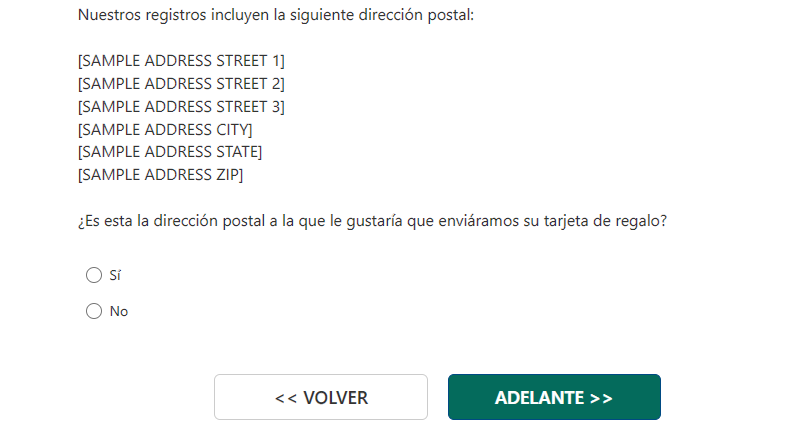 Nuestros registros incluyen la siguiente dirección postal:
[SAMPLE ADDRESS STREET 1]
[SAMPLE ADDRESS STREET 2]
[SAMPLE ADDRESS STREET 3]
[SAMPLE ADDRESS CITY]
[SAMPLE ADDRESS STATE]
[SAMPLE ADDRESS ZIP]
¿Es esta la dirección postal a la que le gustaría que enviáramos su tarjeta de regalo?
Sí
No
<< VOLVER
ADELANTE >>